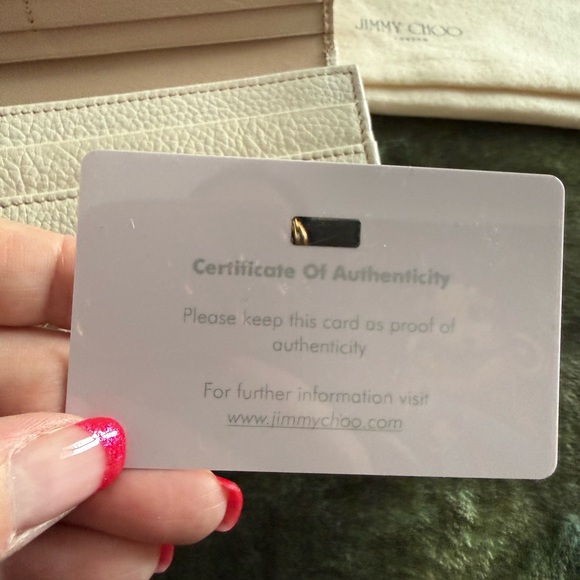 JIMMY CHOO
LONDON
Certificate Of Authenticity
Please keep this card as proof of
authenticity
For further information visit
www.jimmychoo.com